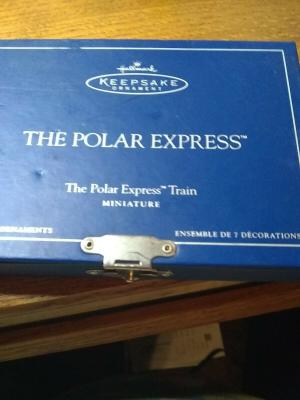 Hallmark
KEEPSAKE
ORNAMENT
THE POLAR EXPRESS™
The Polar Express™ Train
MINIATURE
ORNAMENTS ENSEMBLE DE 7 DÉCORATIONS